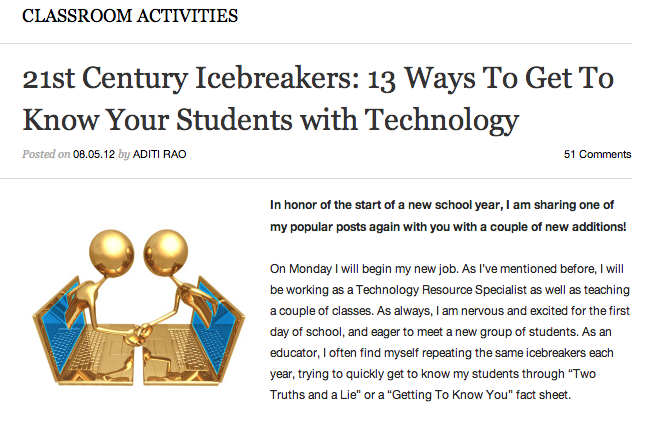 CLASSROOM ACTIVITIES
21st Century Icebreakers: 13 Ways To Get To
Know Your Students with Technology
Posted on 08.05.12 by ADITI RAO
51 Comments
In honor of the start of a new school year, I am sharing one of
my popular posts again with you with a couple of new additions!
On Monday I will begin my new job. As I've mentioned before, I will
be working as a Technology Resource Specialist as well as teaching
a couple of classes. As always, I am nervous and excited for the first
day of school, and eager to meet a new group of students. As an
educator, I often find myself repeating the same icebreakers each
year, trying to quickly get to know my students through “Two
Truths and a Lie” or a “Getting To Know You” fact sheet.